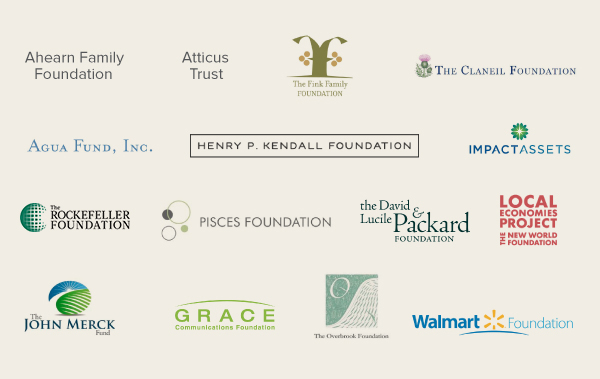 Ahearn Family
Foundation
Atticus
Trust
The Fink Family
FOUNDATION
THE CLANEIL FOUNDATION
AGUA FUND, INC.
HENRY P. KENDALL FOUNDATION
IMPACTASSETS
The
ROCKEFELLER
FOUNDATION
PISCES FOUNDATION
the David
&
Lucile Packard
FOUNDATION
LOCAL
ECONOMIES
PROJECT
THE NEW WORLD
FOUNDATION
The
JOHN MERCK
Fund
GRACE
Communications Foundation
O
The Overbrook Foundation
Walmart Foundation